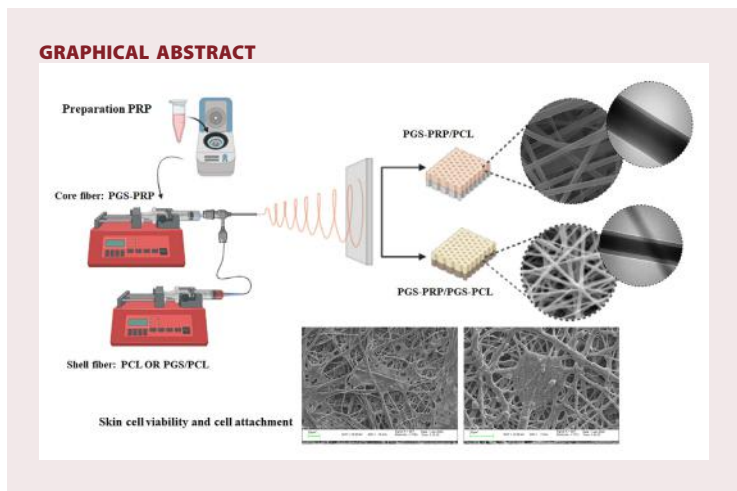 GRAPHICAL ABSTRACT
Preparation PRP
PGS-PRP/PCL
Core fiber: PGS-PRP
PGS-PRP/PGS-PCL
Shell fiber: PCL OR PGS/PCL
Skin cell viability and cell attachment